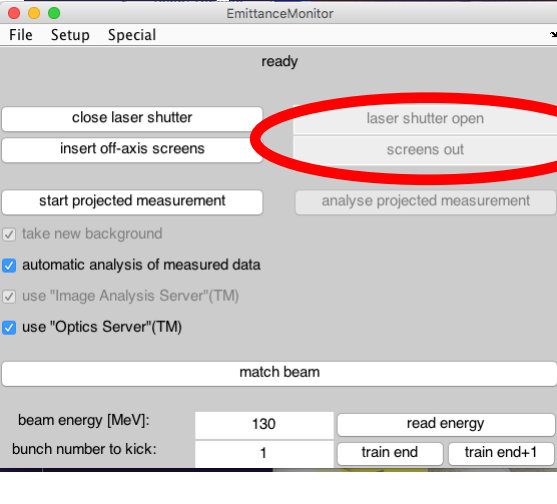 EmittanceMonitor
File Setup Special
ready
close laser shutter laser shutter open
insert off-axis screens screens out
start projected measurement analyse projected measurement
take new background
automatic analysis of measured data
use "Image Analysis Server"(TM)
use "Optics Server"(TM)
match beam
beam energy [MeV]: 130 read energy
bunch number to kick: 1 train end train end+1